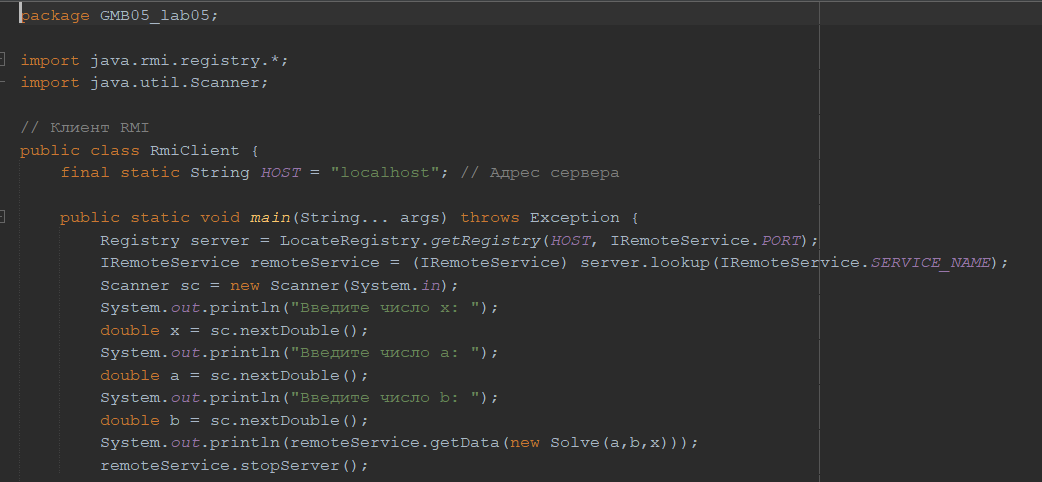 package GMB05_lab05;
import java.rmi.registry.*;
import java.util.Scanner;
// Клиент RMI
public class RmiClient {
final static String HOST = "localhost"; // Адрес сервера
public static void main(String... args) throws Exception {
Registry server = LocateRegistry.getRegistry(HOST, IRemoteService.PORT);
IRemoteService remoteService = (IRemoteService) server.lookup(IRemoteService.SERVICE_NAME);
Scanner sc = new Scanner(System.in);
System.out.println("Введите число x: ");
double x = sc.nextDouble();
System.out.println("Введите число a: ");
double a = sc.nextDouble();
System.out.println("Введите число b: ");
double b = sc.nextDouble();
System.out.println(remoteService.getData(new Solve(a,b,x)));
remoteService.stopServer();